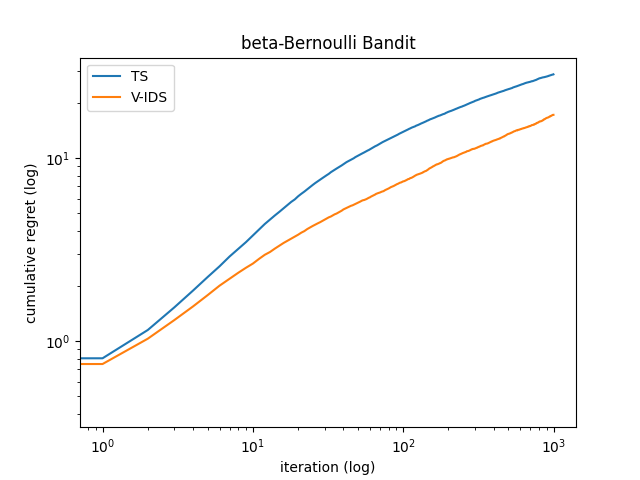 beta-Bernoulli Bandit
TS
V-IDS
cumulative regret (log)
10¹
10⁰
10⁰
10¹
10²
10³
iteration (log)